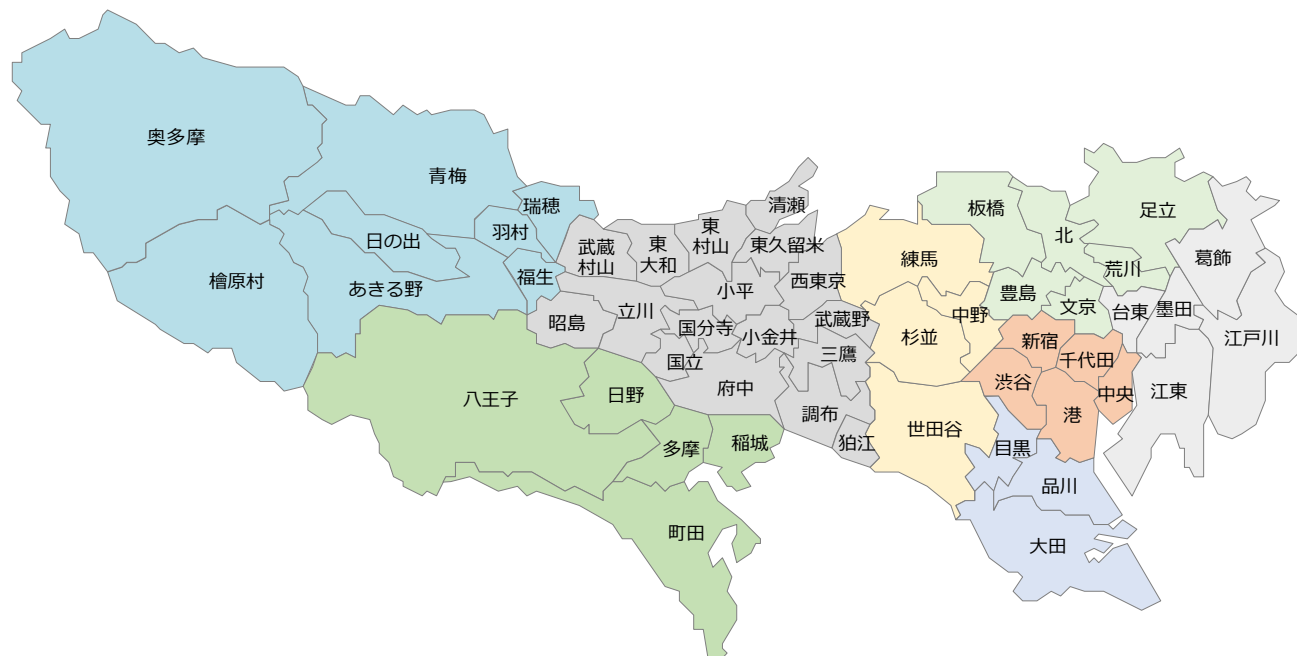 奥多摩
青梅
瑞穂
羽村
日の出
檜原村
あきる野
福生
武蔵
村山
東
大和
東
村山
清瀬
東久留米
西東京
小平
立川
昭島
国分寺
小金井
武蔵野
国立
三鷹
府中
調布
狛江
八王子
日野
多摩
稲城
町田
練馬
杉並
中野
世田谷
板橋
北
足立
荒川
豊島
文京
葛飾
台東
墨田
江戸川
江東
新宿
千代田
渋谷
中央
港
目黒
品川
大田